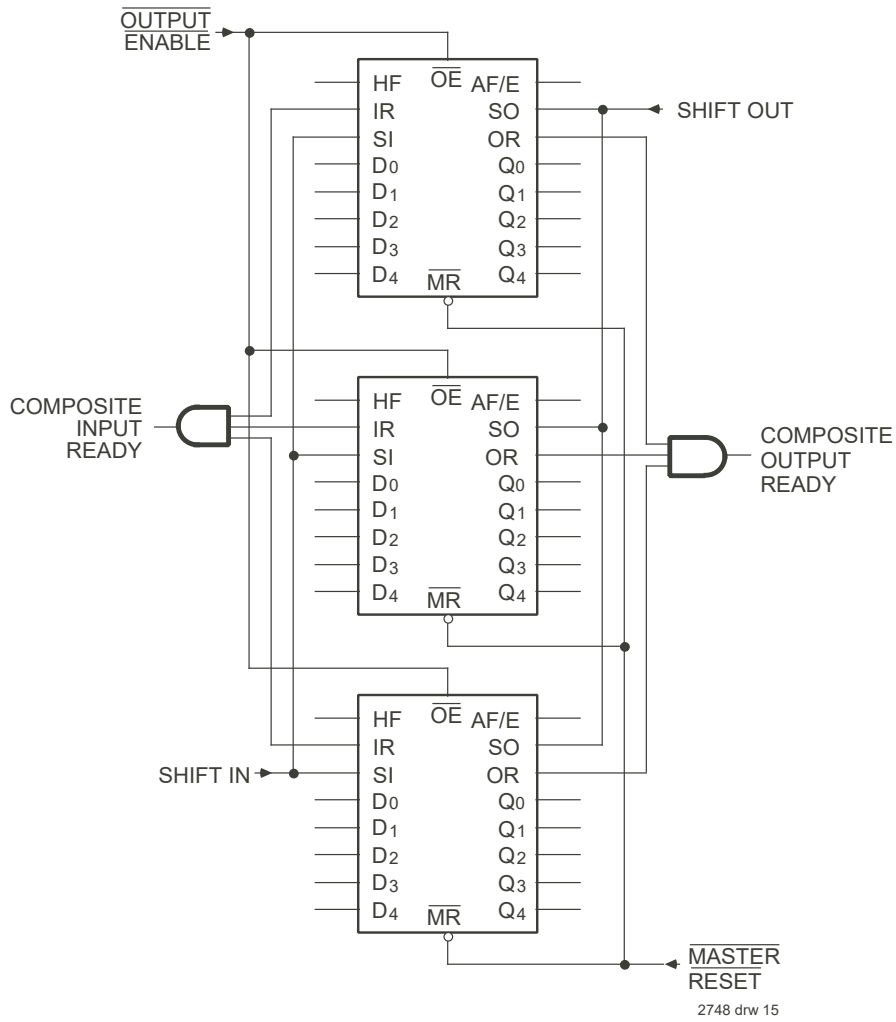 OUTPUT
ENABLE
OE
HF AF/E
IR SO SHIFT OUT
SI OR
D0 Q0
D1 Q1
D2 Q2
D3 Q3
D4 Q4
MR
OE
HF AF/E
COMPOSITE
INPUT
READY
IR SO
SI OR
COMPOSITE
OUTPUT
READY
D0 Q0
D1 Q1
D2 Q2
D3 Q3
D4 Q4
MR
OE
HF AF/E
IR SO
SHIFT IN SI OR
D0 Q0
D1 Q1
D2 Q2
D3 Q3
D4 Q4
MR
MASTER
RESET
2748 drw 15